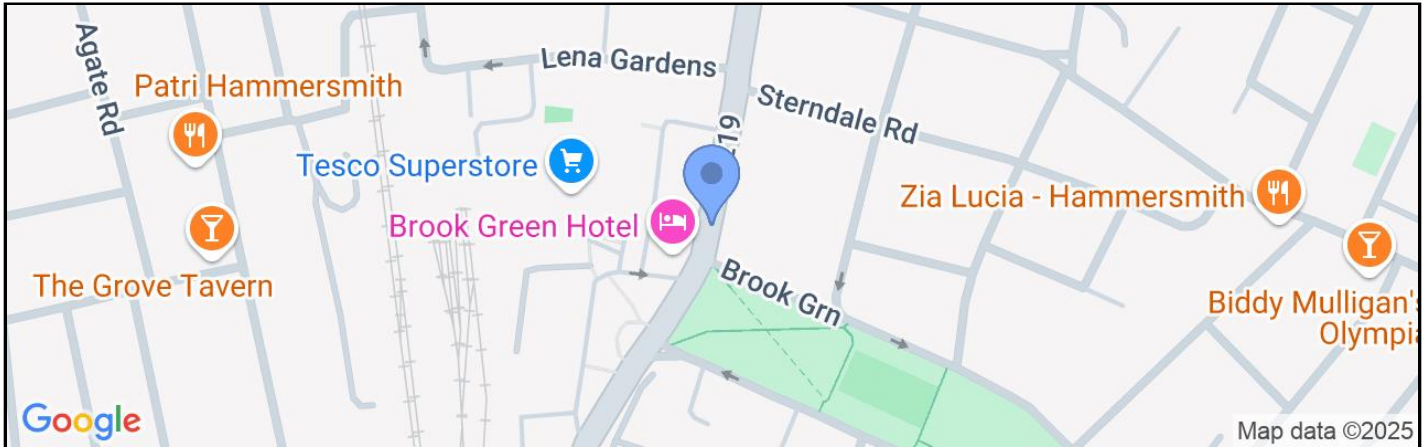 Agate Rd
Patri Hammersmith
Lena Gardens
Sterndale Rd
Tesco Superstore
Zia Lucia - Hammersmith
Brook Green Hotel
The Grove Tavern
Brook Grn
Biddy Mulligan's
Olympi
Google
Map data ©2025